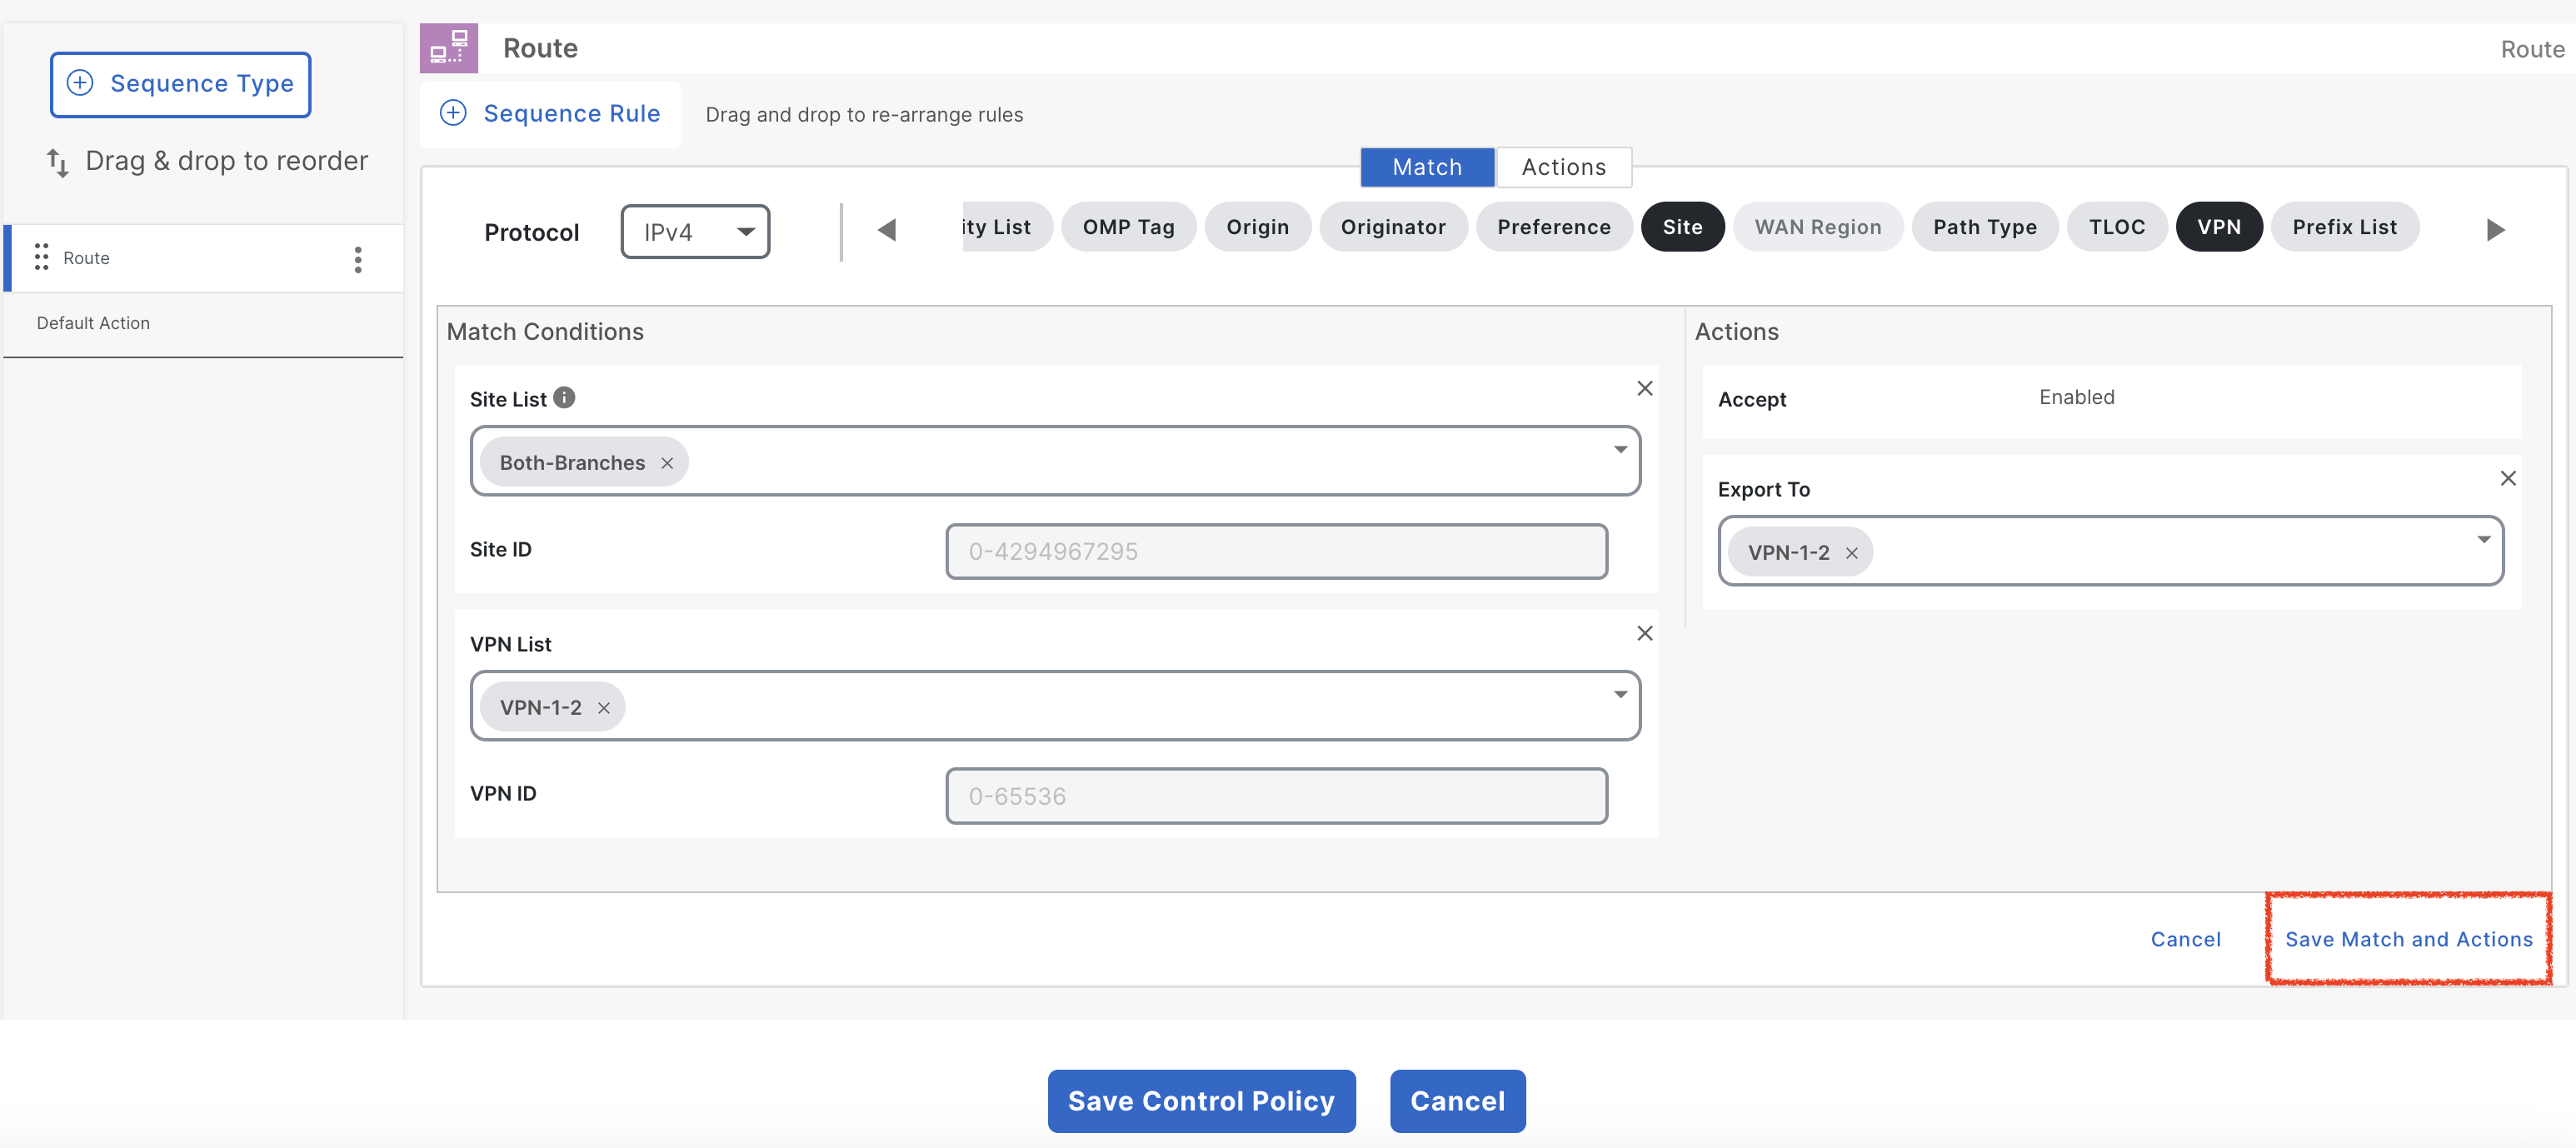 Sequence Type
Drag & drop to reorder
Route
Default Action
Route
Route
Sequence Rule
Drag and drop to re-arrange rules
Match
Actions
Protocol
IPv4
ity List
OMP Tag
Origin
Originator
Preference
Site
WAN Region
Path Type
TLOC
VPN
Prefix List
Match Conditions
Site List
Both-Branches
Site ID
0-4294967295
VPN List
VPN-1-2
VPN ID
0-65536
Actions
Accept
Enabled
Export To
VPN-1-2
Cancel
Save Match and Actions
Save Control Policy
Cancel